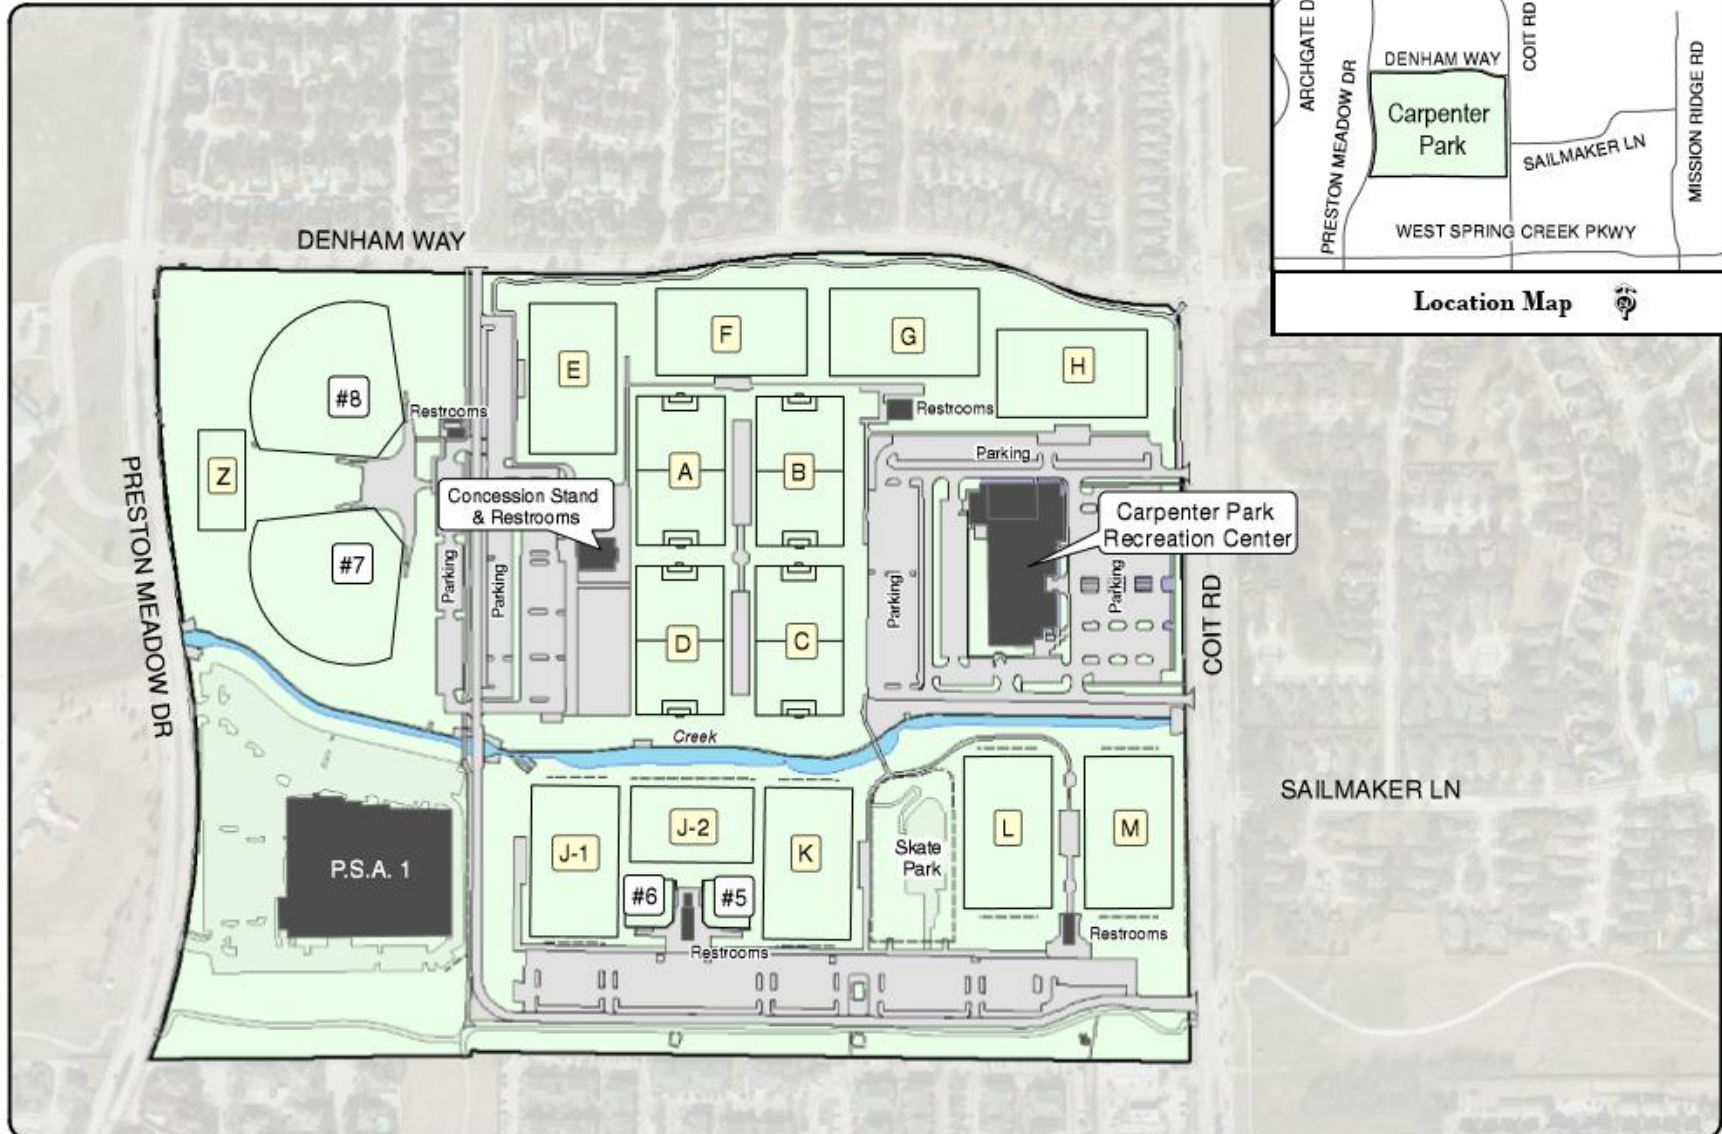 ARCHGATE D
PRESTON MEADOW DR
DENHAM WAY
COIT RD
MISSION RIDGE RD
Carpenter
Park
SAILMAKER LN
WEST SPRING CREEK PKWY
Location Map
DENHAM WAY
F
G
E
H
#8
Restrooms
Restrooms
Z
A
B
Parking
Concession Stand
& Restrooms
Carpenter Park
Recreation Center
PRESTON MEADOW DR
#7
Parking
Parking
Parking
Parking
COIT RD
D
C
Creek
SAILMAKER LN
J-1
J-2
K
L
M
Skate
Park
P.S.A. 1
#6
#5
Restrooms
Restrooms